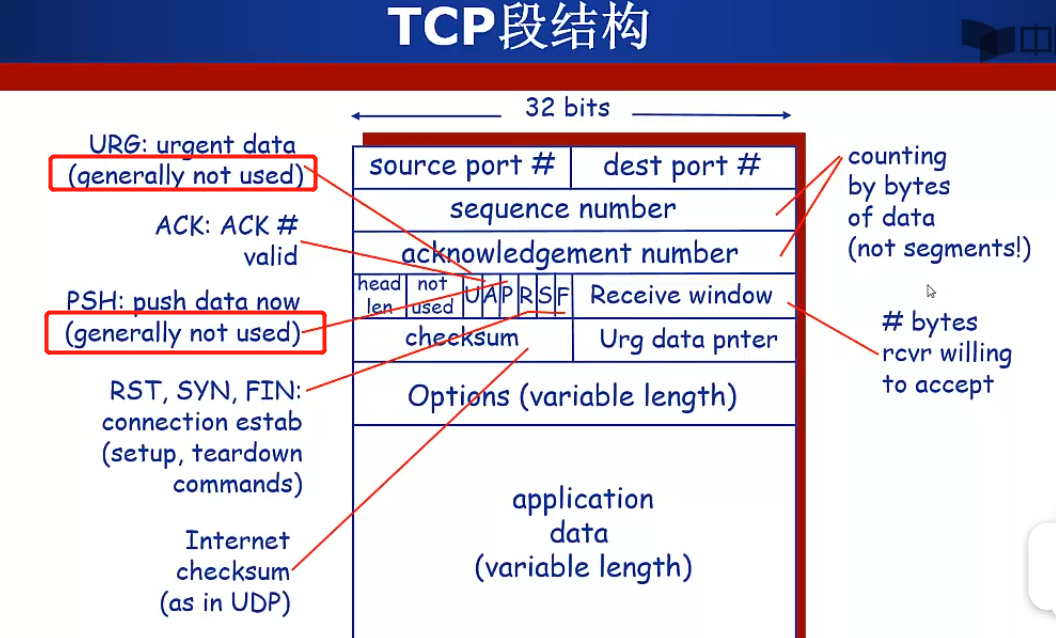 TCP段结构
中
32 bits
URG: urgent data
(generally not used)
ACK: ACK #
valid
PSH: push data now
(generally not used)
RST, SYN, FIN:
connection estab
(setup, teardown
commands)
Internet
checksum
(as in UDP)
source port #
dest port #
sequence number
acknowledgement number
head
len
not
used
U
A
P
R
S
F
Receive window
checksum
Urg data pnter
Options (variable length)
application
data
(variable length)
counting
by bytes
of data
(not segments!)
# bytes
rcvr willing
to accept